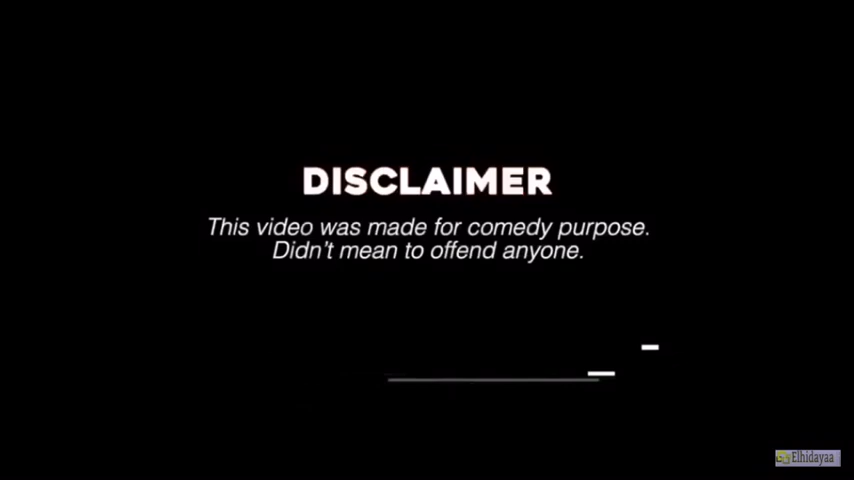 DISCLAIMER
This video was made for comedy purpose.
Didn't mean to offend anyone.
Elhidayaa